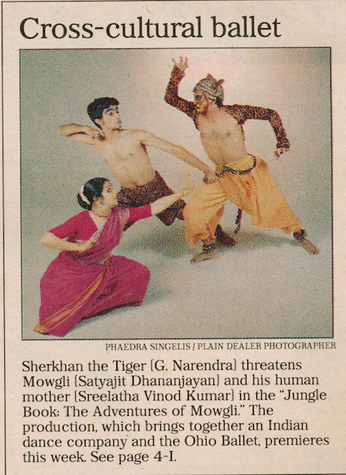 Cross-cultural ballet
PHAEDRA SINGELIS / PLAIN DEALER PHOTOGRAPHER
Sherkhan the Tiger (G. Narendra) threatens
Mowgli (Satyajit Dhananjayan) and his human
mother (Sreelatha Vinod Kumar) in the “Jungle
Book: The Adventures of Mowgli.” The
production, which brings together an Indian
dance company and the Ohio Ballet, premieres
this week. See page 4-I.